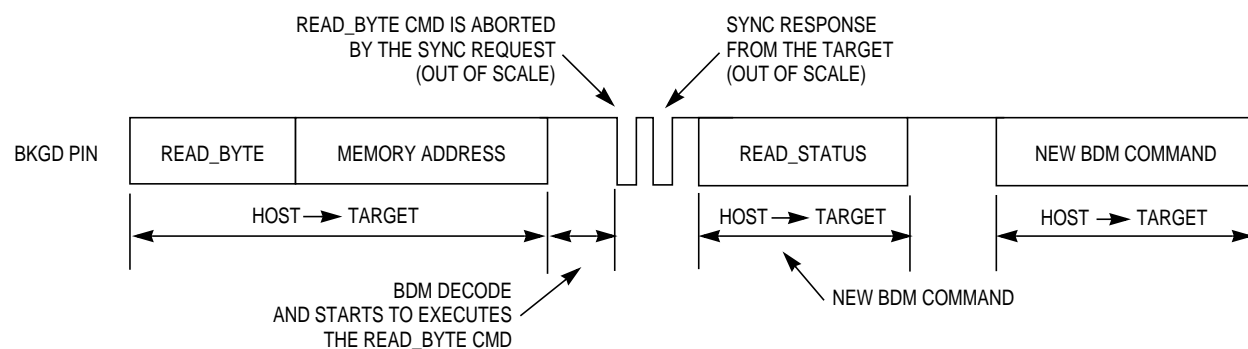 READ_BYTE CMD IS ABORTED
BY THE SYNC REQUEST
(OUT OF SCALE)
SYNC RESPONSE
FROM THE TARGET
(OUT OF SCALE)
BKGD PIN
READ_BYTE
MEMORY ADDRESS
READ_STATUS
NEW BDM COMMAND
HOST TARGET
HOST TARGET
HOST TARGET
BDM DECODE
AND STARTS TO EXECUTES
THE READ_BYTE CMD
NEW BDM COMMAND